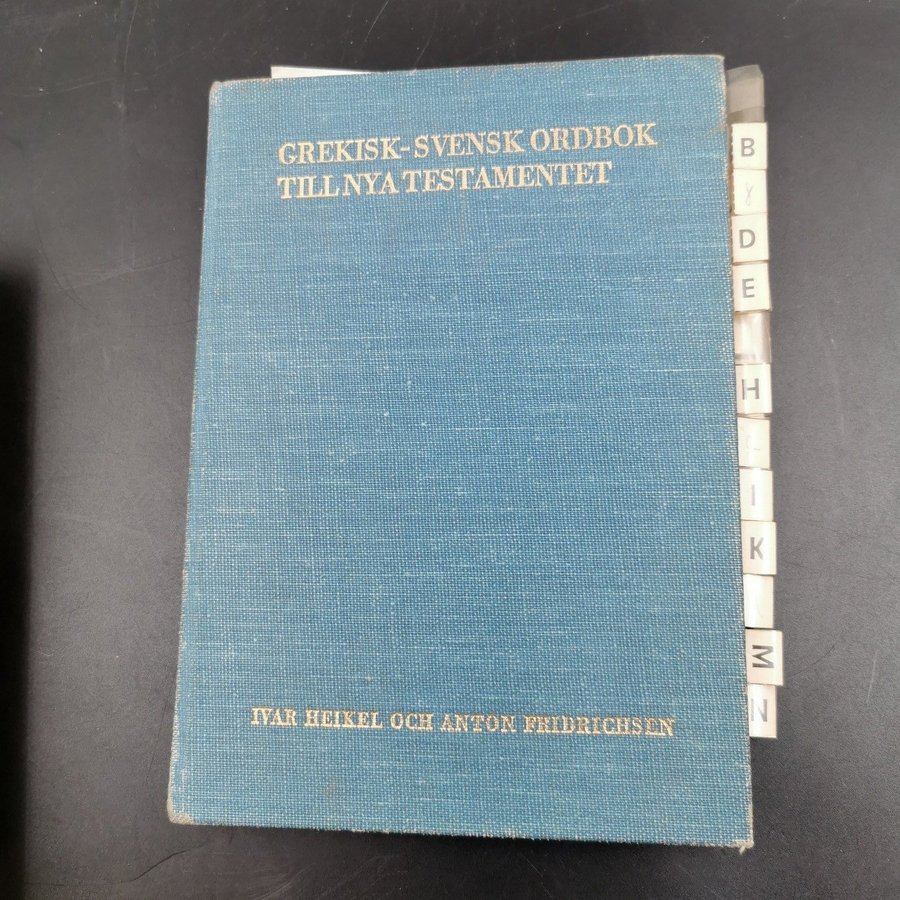 GREKISK-SVENSK ORDBOK
TILL NYA TESTAMENTET
B
γ
D
E
H
I
K
M
N
IVAR HEIKEL OCH ANTON FRIDRICHSEN